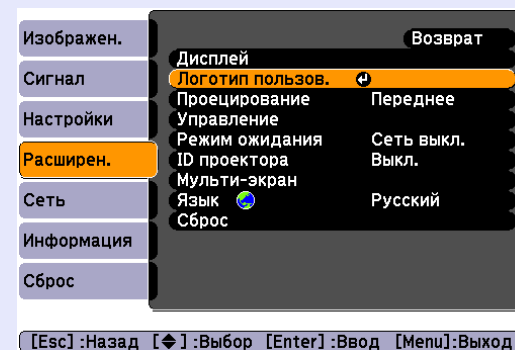 Изображен.
Сигнал
Настройки
Расширен.
Сеть
Информация
Сброс
Возврат
Дисплей
Логотип пользов.
Проецирование Переднее
Управление
Режим ожидания Сеть выкл.
ID проектора Выкл.
Мульти-экран
Язык Русский
Сброс
[Esc] :Назад [◆] :Выбор [Enter] :Ввод [Menu]:Выход